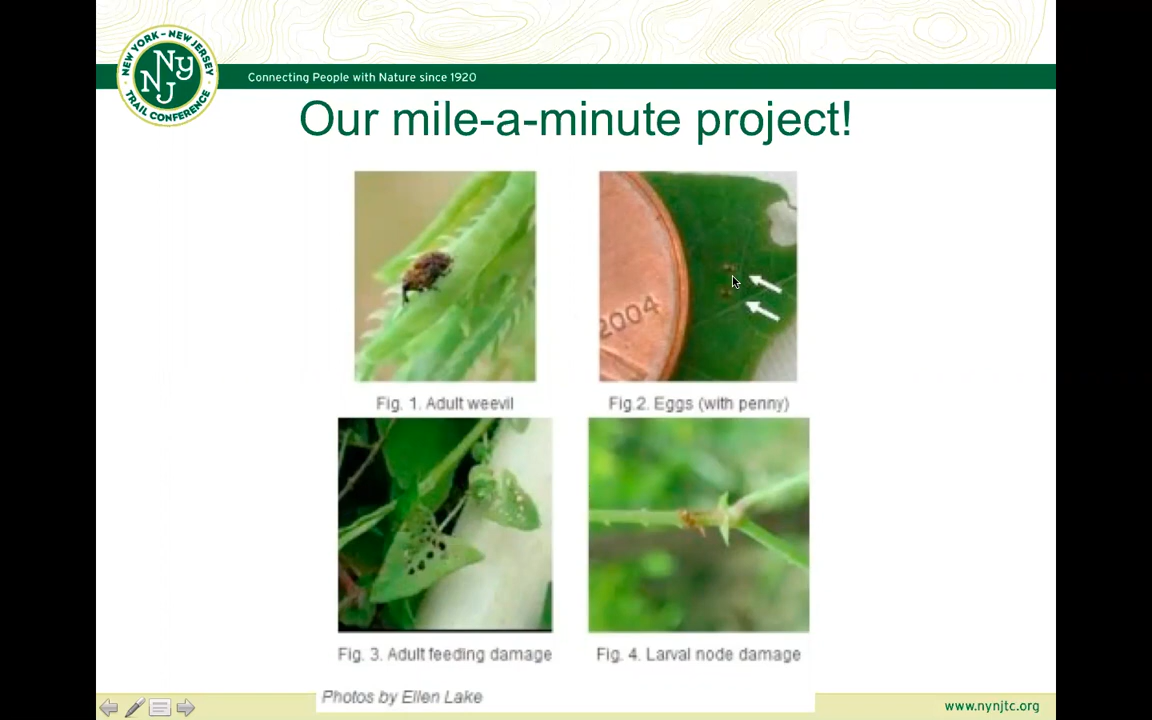 NEW YORK - NEW JERSEY
NY
NJ
TRAIL CONFERENCE
Connecting People with Nature since 1920
Our mile-a-minute project!
2004
Fig. 1. Adult weevil
Fig.2. Eggs (with penny)
Fig. 3. Adult feeding damage
Fig. 4. Larval node damage
Photos by Ellen Lake
www.nynjtc.org